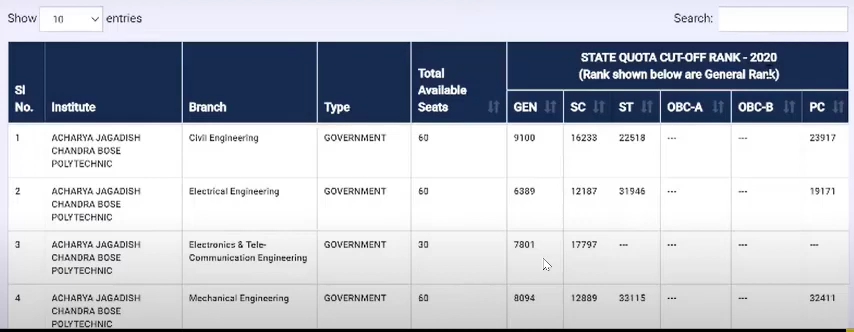 Show 10 entries Search:
STATE QUOTA CUT-OFF RANK - 2020
(Rank shown below are General Rank)
Sl No. Institute Branch Type Total Available Seats GEN SC ST OBC-A OBC-B PC
1 ACHARYA JAGADISH CHANDRA BOSE POLYTECHNIC Civil Engineering GOVERNMENT 60 9100 16233 22518 --- --- 23917
2 ACHARYA JAGADISH CHANDRA BOSE POLYTECHNIC Electrical Engineering GOVERNMENT 60 6389 12187 31946 --- --- 19171
3 ACHARYA JAGADISH CHANDRA BOSE POLYTECHNIC Electronics & Tele-Communication Engineering GOVERNMENT 30 7801 17797 --- --- --- ---
4 ACHARYA JAGADISH CHANDRA BOSE POLYTECHNIC Mechanical Engineering GOVERNMENT 60 8094 12889 33115 --- --- 32411